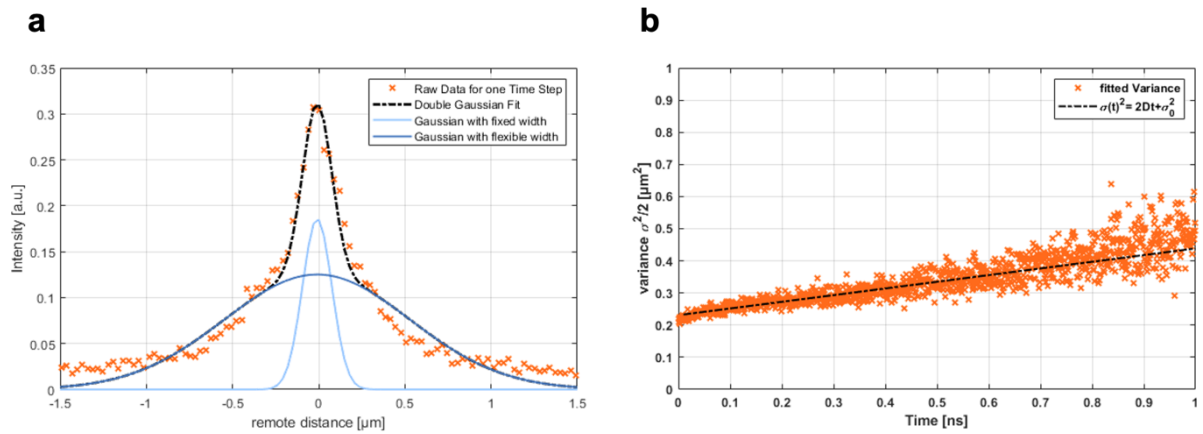 a
0.35
0.3
0.25
0.2
0.15
0.1
0.05
0
Intensity [a.u.]
-1.5 -1 -0.5 0 0.5 1 1.5
remote distance [µm]
Raw Data for one Time Step
Double Gaussian Fit
Gaussian with fixed width
Gaussian with flexible width
b
1
0.9
0.8
0.7
0.6
0.5
0.4
0.3
0.2
0.1
0
variance σ²/2 [µm²]
0 0.1 0.2 0.3 0.4 0.5 0.6 0.7 0.8 0.9 1
Time [ns]
fitted Variance
σ(t)²= 2Dt+σ₀²